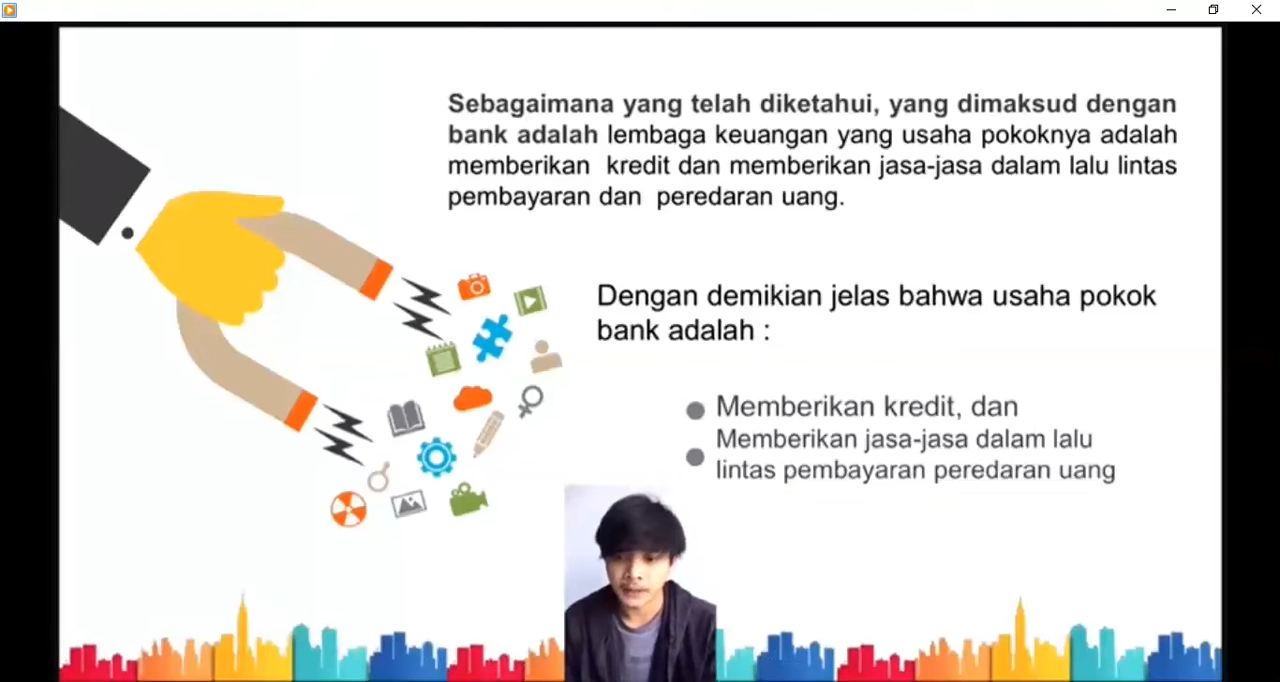 Sebagaimana yang telah diketahui, yang dimaksud dengan
bank adalah lembaga keuangan yang usaha pokoknya adalah
memberikan kredit dan memberikan jasa-jasa dalam lalu lintas
pembayaran dan peredaran uang.
Dengan demikian jelas bahwa usaha pokok
bank adalah :
Memberikan kredit, dan
Memberikan jasa-jasa dalam lalu
lintas pembayaran peredaran uang